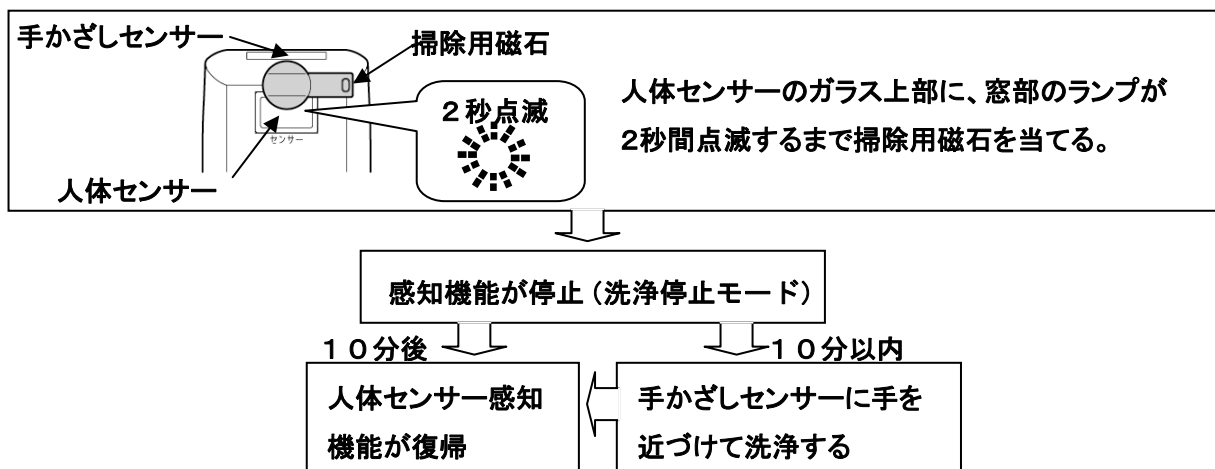 手かざしセンサー
掃除用磁石
2秒点滅
センサー
人体センサー
人体センサーのガラス上部に、窓部のランプが
2秒間点滅するまで掃除用磁石を当てる。
感知機能が停止(洗浄停止モード)
10分後
10分以内
人体センサー感知
機能が復帰
手かざしセンサーに手を
近づけて洗浄する